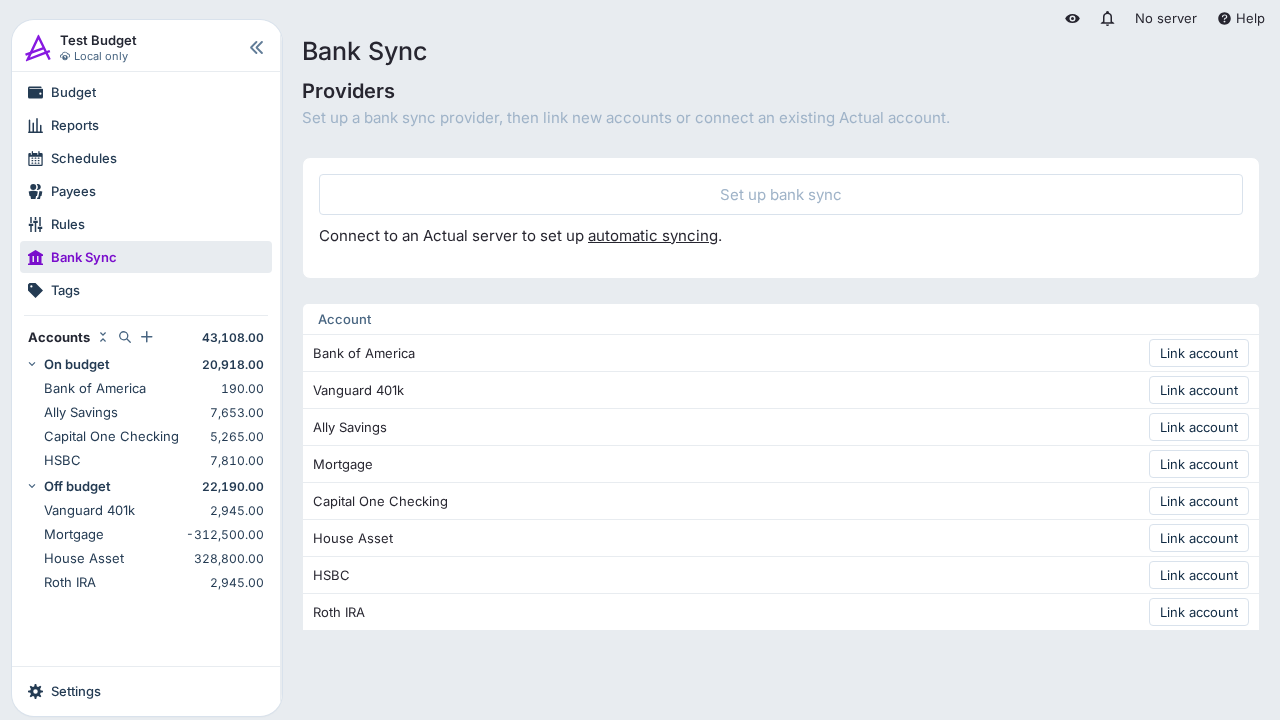 No server
Help
Test Budget
Local only
Budget
Reports
Schedules
Payees
Rules
Bank Sync
Tags
Accounts 43,108.00
On budget 20,918.00
Bank of America 190.00
Ally Savings 7,653.00
Capital One Checking 5,265.00
HSBC 7,810.00
Off budget 22,190.00
Vanguard 401k 2,945.00
Mortgage -312,500.00
House Asset 328,800.00
Roth IRA 2,945.00
Settings
Bank Sync
Providers
Set up a bank sync provider, then link new accounts or connect an existing Actual account.
Set up bank sync
Connect to an Actual server to set up automatic syncing.
Account
Bank of America Link account
Vanguard 401k Link account
Ally Savings Link account
Mortgage Link account
Capital One Checking Link account
House Asset Link account
HSBC Link account
Roth IRA Link account